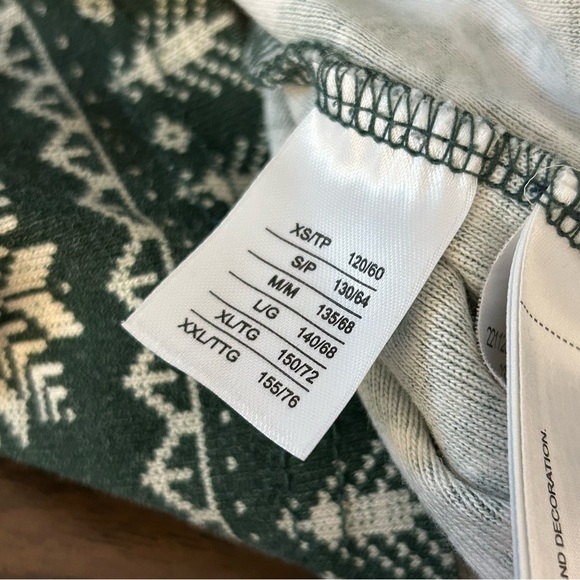 XS/TP 120/60
S/P 130/64
M/M 135/68
L/G 140/68
XL/TG 150/72
XXL/TTG 155/76
ND DECORATION.